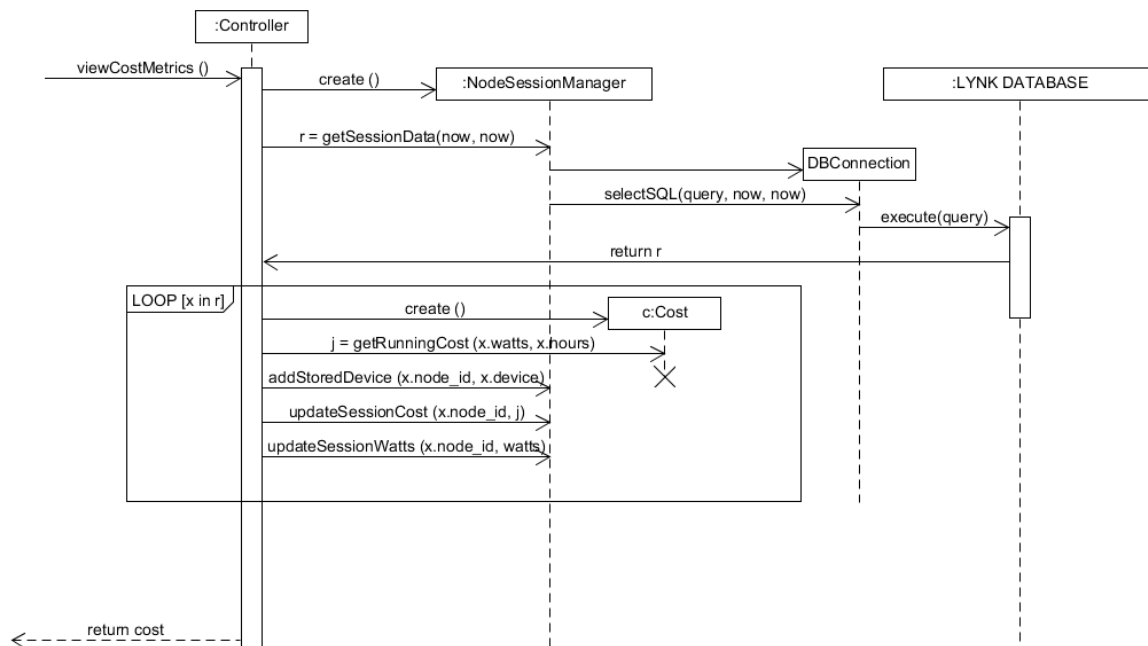 :Controller
viewCostMetrics ()
create ()
:NodeSessionManager
:LYNK DATABASE
r = getSessionData(now, now)
DBConnection
selectSQL(query, now, now)
execute(query)
return r
LOOP [x in r]
create ()
c:Cost
j = getRunningCost (x.watts, x.hours)
addStoredDevice (x.node_id, x.device)
updateSessionCost (x.node_id, j)
updateSessionWatts (x.node_id, watts)
return cost